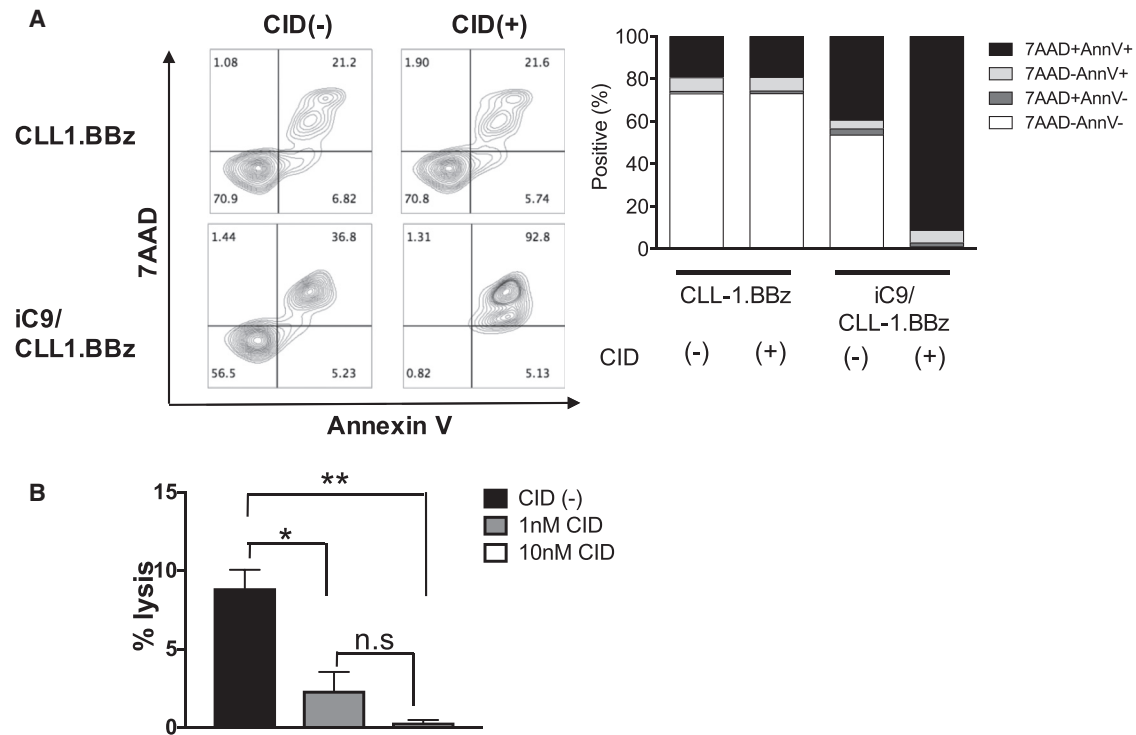 A
CID(-)
CID(+)
CLL1.BBz
1.08
21.2
70.9
6.82
1.90
21.6
70.8
5.74
iC9/
CLL1.BBz
1.44
36.8
56.5
5.23
1.31
92.8
0.82
5.13
7AAD
Annexin V
Positive (%)
100
80
60
40
20
0
7AAD+AnnV+
7AAD-AnnV+
7AAD+AnnV-
7AAD-AnnV-
CLL-1.BBz
iC9/
CLL-1.BBz
CID
(-)
(+)
(-)
(+)
B
% lysis
15
10
5
0
**
*
n.s
CID (-)
1nM CID
10nM CID